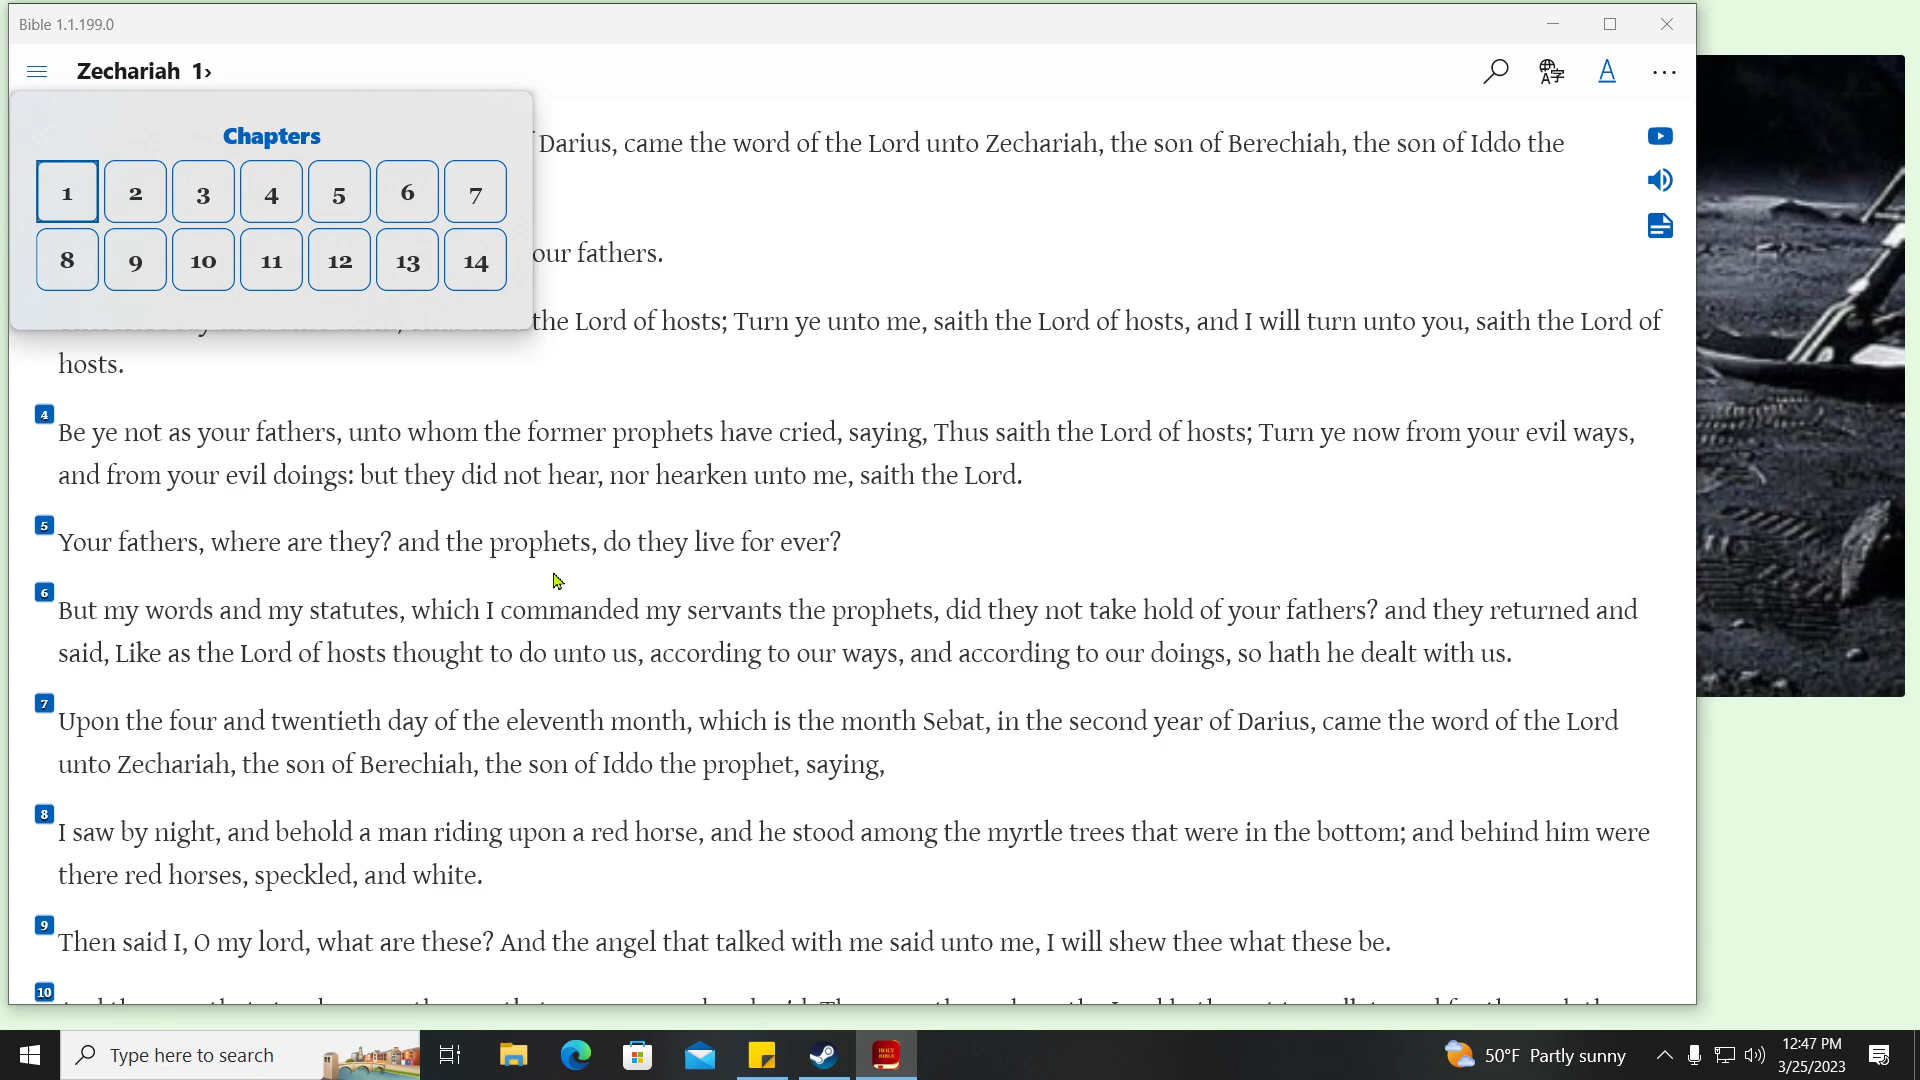 Bible 1.1.199.0
Zechariah 1›
Chapters
1 2 3 4 5 6 7
8 9 10 11 12 13 14
Darius, came the word of the Lord unto Zechariah, the son of Berechiah, the son of Iddo the
our fathers.
the Lord of hosts; Turn ye unto me, saith the Lord of hosts, and I will turn unto you, saith the Lord of
hosts.
4
Be ye not as your fathers, unto whom the former prophets have cried, saying, Thus saith the Lord of hosts; Turn ye now from your evil ways,
and from your evil doings: but they did not hear, nor hearken unto me, saith the Lord.
5
Your fathers, where are they? and the prophets, do they live for ever?
6
But my words and my statutes, which I commanded my servants the prophets, did they not take hold of your fathers? and they returned and
said, Like as the Lord of hosts thought to do unto us, according to our ways, and according to our doings, so hath he dealt with us.
7
Upon the four and twentieth day of the eleventh month, which is the month Sebat, in the second year of Darius, came the word of the Lord
unto Zechariah, the son of Berechiah, the son of Iddo the prophet, saying,
8
I saw by night, and behold a man riding upon a red horse, and he stood among the myrtle trees that were in the bottom; and behind him were
there red horses, speckled, and white.
9
Then said I, O my lord, what are these? And the angel that talked with me said unto me, I will shew thee what these be.
10
Type here to search
HOLY BIBLE
50°F Partly sunny
12:47 PM
3/25/2023